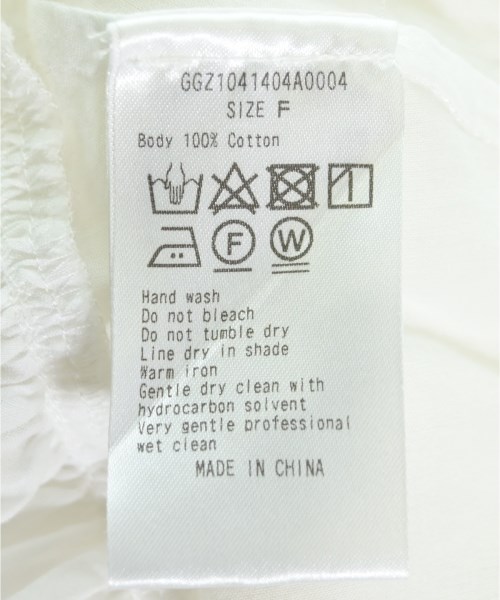 GGZ1041404A0004
SIZE F
Body 100% Cotton
F W
Hand wash
Do not bleach
Do not tumble dry
Line dry in shade
Warm iron
Gentle dry clean with
hydrocarbon solvent
Very gentle professional
wet clean
MADE IN CHINA